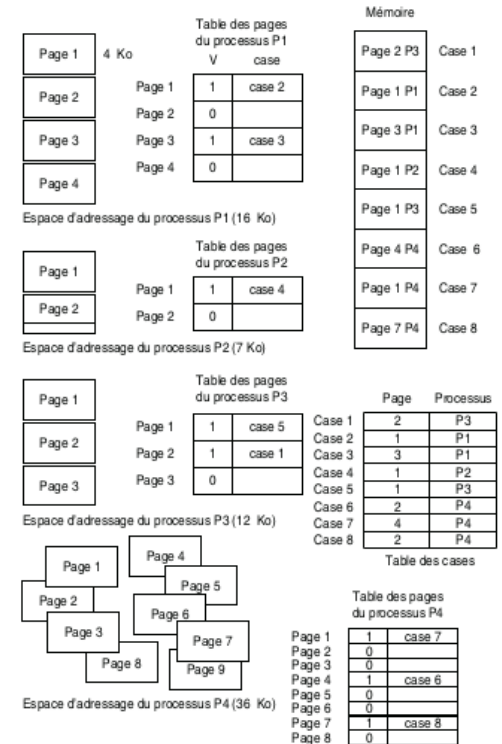 Table des pages
du processus P1
V case
Page 1 4 Ko
Page 2
Page 3
Page 4
Page 1 1 case 2
Page 2 0
Page 3 1 case 3
Page 4 0
Espace d'adressage du processus P1 (16 Ko)
Mémoire
Page 2 P3 Case 1
Page 1 P1 Case 2
Page 3 P1 Case 3
Page 1 P2 Case 4
Page 1 P3 Case 5
Page 4 P4 Case 6
Page 1 P4 Case 7
Page 7 P4 Case 8
Table des pages
du processus P2
Page 1
Page 2
Page 1 1 case 4
Page 2 0
Espace d'adressage du processus P2 (7 Ko)
Table des pages
du processus P3
Page 1
Page 2
Page 3
Page 1 1 case 5
Page 2 1 case 1
Page 3 0
Espace d'adressage du processus P3 (12 Ko)
Page Processus
Case 1 2 P3
Case 2 1 P1
Case 3 3 P1
Case 4 1 P2
Case 5 1 P3
Case 6 2 P4
Case 7 4 P4
Case 8 2 P4
Table des cases
Page 1
Page 2
Page 3
Page 8
Page 4
Page 5
Page 6
Page 7
Page 9
Espace d'adressage du processus P4 (36 Ko)
Table des pages
du processus P4
Page 1 1 case 7
Page 2 0
Page 3 0
Page 4 1 case 6
Page 5 0
Page 6 0
Page 7 1 case 8
Page 8 0